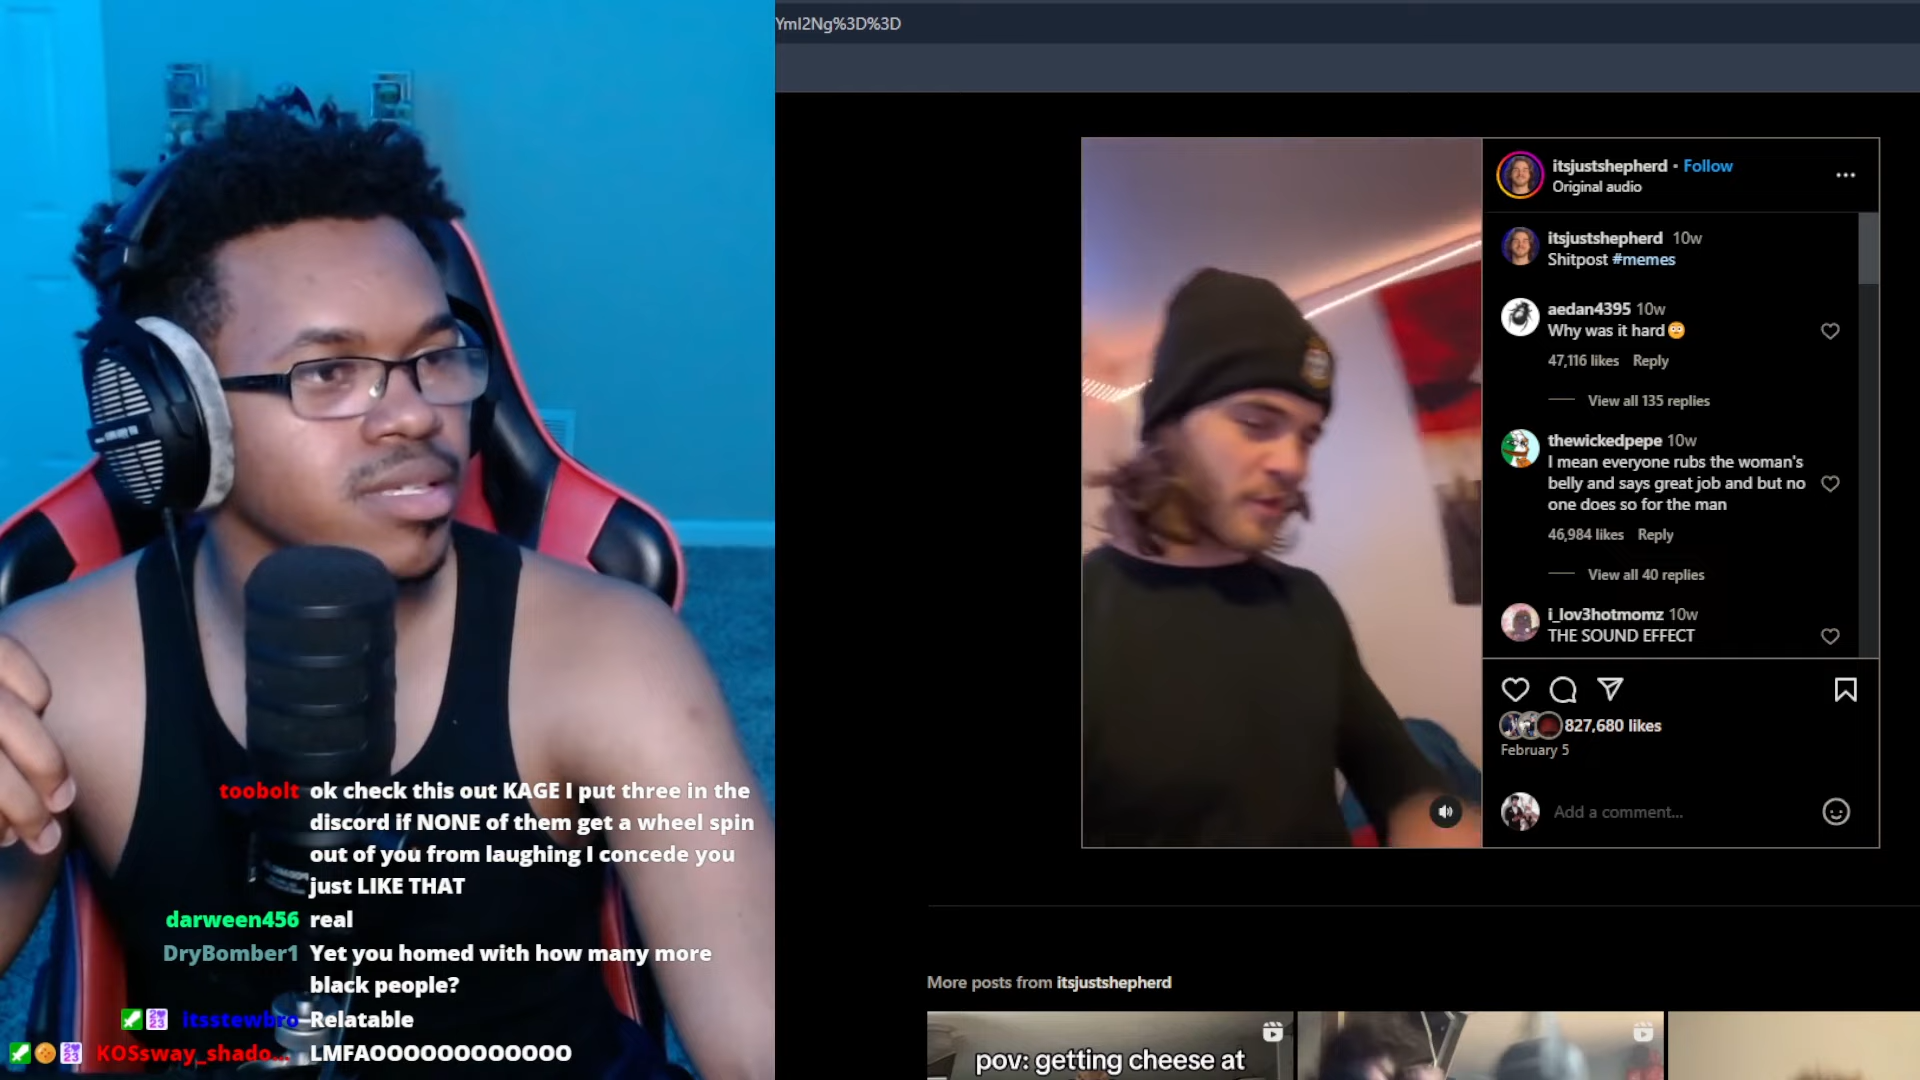 YmI2Ng%3D%3D
itsjustshepherd • Follow
Original audio
itsjustshepherd 10w
Shitpost #memes
aedan4395 10w
Why was it hard😳
47,116 likes Reply
View all 135 replies
thewickedpepe 10w
I mean everyone rubs the woman's
belly and says great job and but no
one does so for the man
46,984 likes Reply
View all 40 replies
i_lov3hotmomz 10w
THE SOUND EFFECT
827,680 likes
February 5
Add a comment...
More posts from itsjustshepherd
pov: getting cheese at
toobolt ok check this out KAGE I put three in the
discord if NONE of them get a wheel spin
out of you from laughing I concede you
just LIKE THAT
darween456 real
DryBomber1 Yet you homed with how many more
black people?
itsstewbro Relatable
KOSsway_shado... LMFAOOOOOOOOOOOO